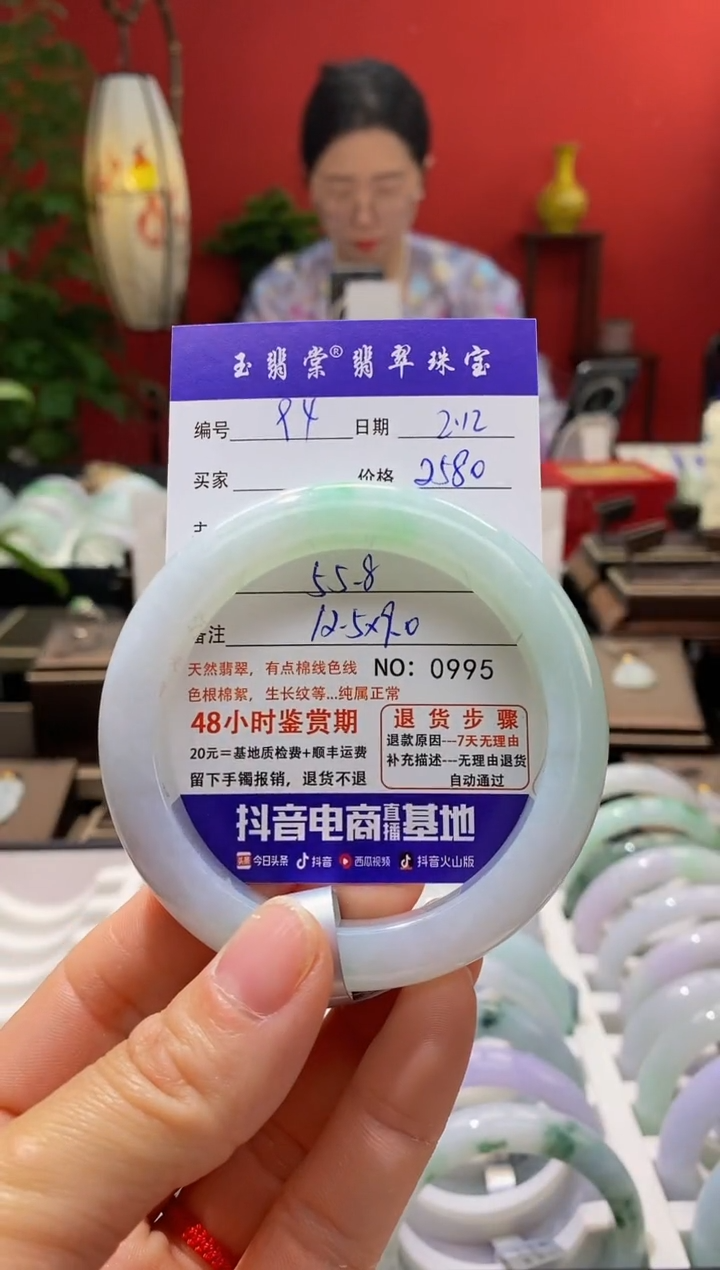 玉翡棠®翡翠珠宝
编号 94 日期 2.12
买家 价格 2580
55.8
备注 12.5x9.0
天然翡翠，有点棉线色线 NO：0995
色根棉絮，生长纹等...纯属正常
48小时鉴赏期
20元＝基地质检费+顺丰运费
留下手镯报销，退货不退
退货步骤
退款原因---7天无理由
补充描述---无理由退货
自动通过
抖音电商直播基地
头条 今日头条 抖音 西瓜视频 抖音火山版